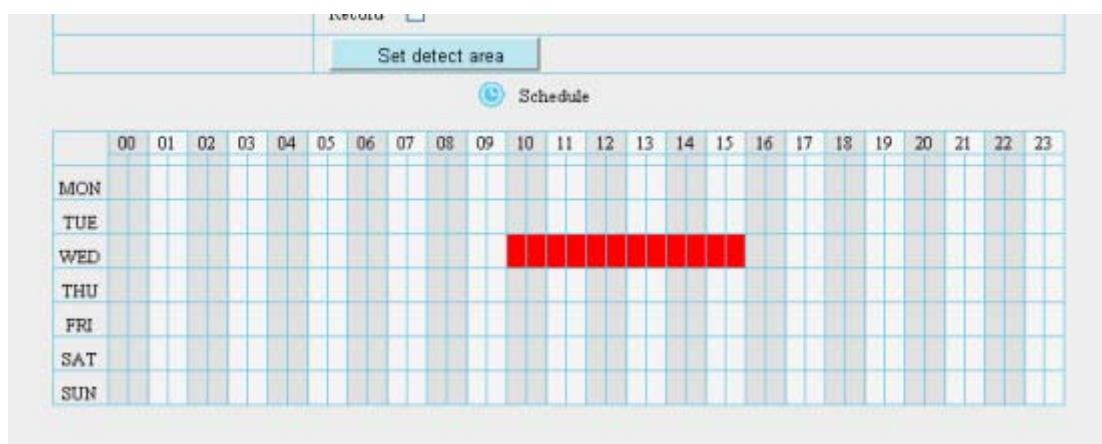 Record
Set detect area
Schedule
00 01 02 03 04 05 06 07 08 09 10 11 12 13 14 15 16 17 18 19 20 21 22 23
MON
TUE
WED
THU
FRI
SAT
SUN